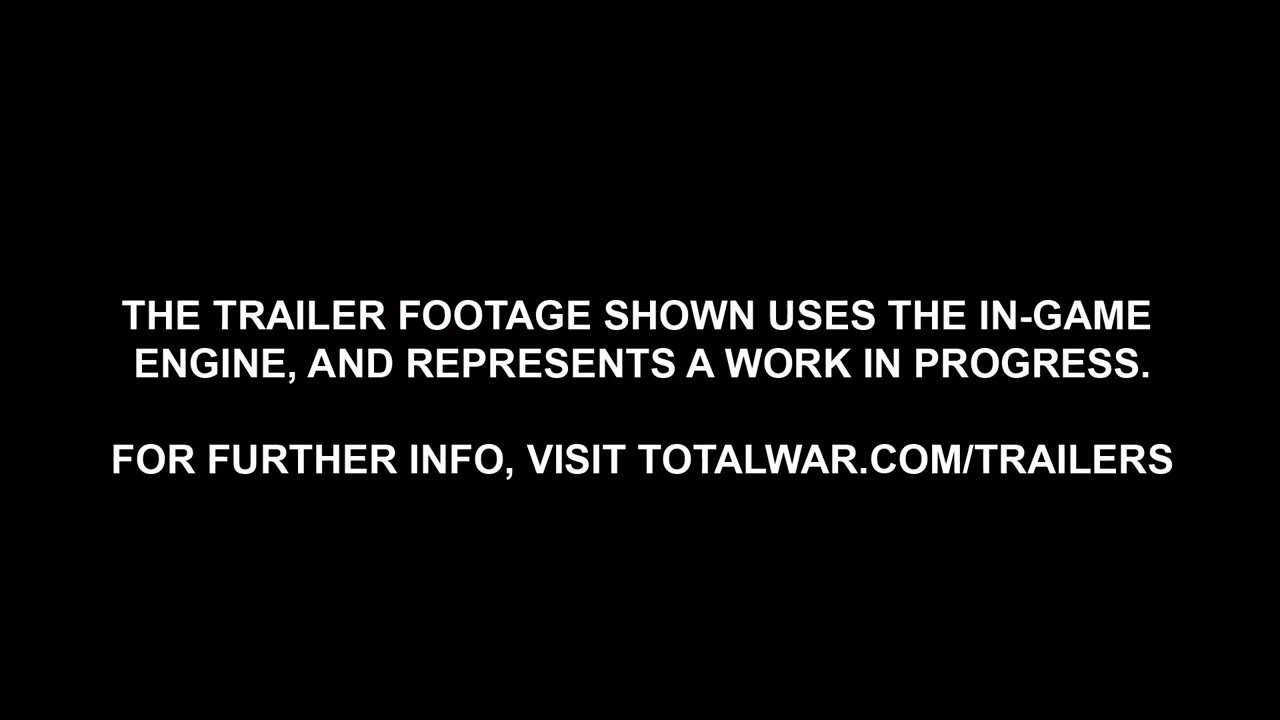 THE TRAILER FOOTAGE SHOWN USES THE IN-GAME
ENGINE, AND REPRESENTS A WORK IN PROGRESS.
FOR FURTHER INFO, VISIT TOTALWAR.COM/TRAILERS